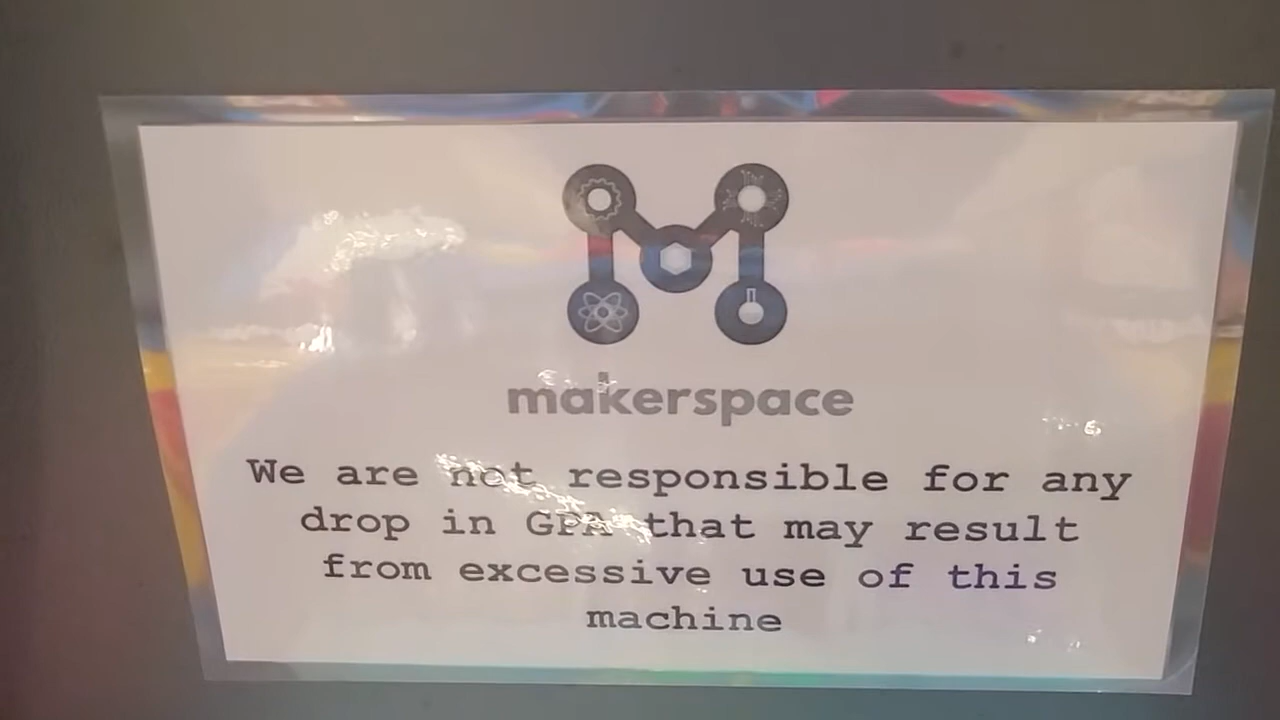 makerspace
We are not responsible for any
drop in GPA that may result
from excessive use of this
machine